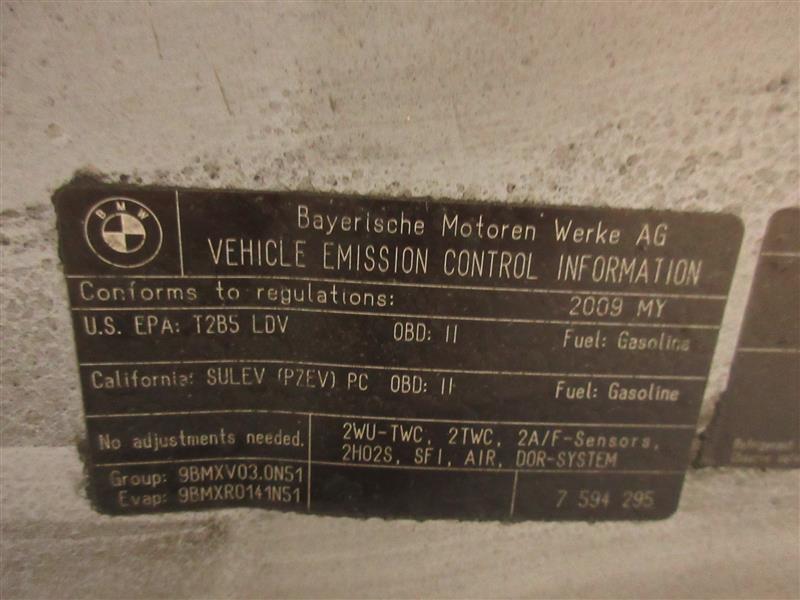 BMW
Bayerische Motoren Werke AG
VEHICLE EMISSION CONTROL INFORMATION
Conforms to regulations: 2009 MY
U.S. EPA: T2B5 LDV OBD: II Fuel: Gasoline
California: SULEV (PZEV) PC OBD: II Fuel: Gasoline
No adjustments needed.
2WU-TWC, 2TWC, 2A/F-Sensors,
2HO2S, SFI, AIR, DOR-SYSTEM
Group: 9BMXV03.0N51
Evap: 9BMXR0141N51
7 594 295
Refrigerant